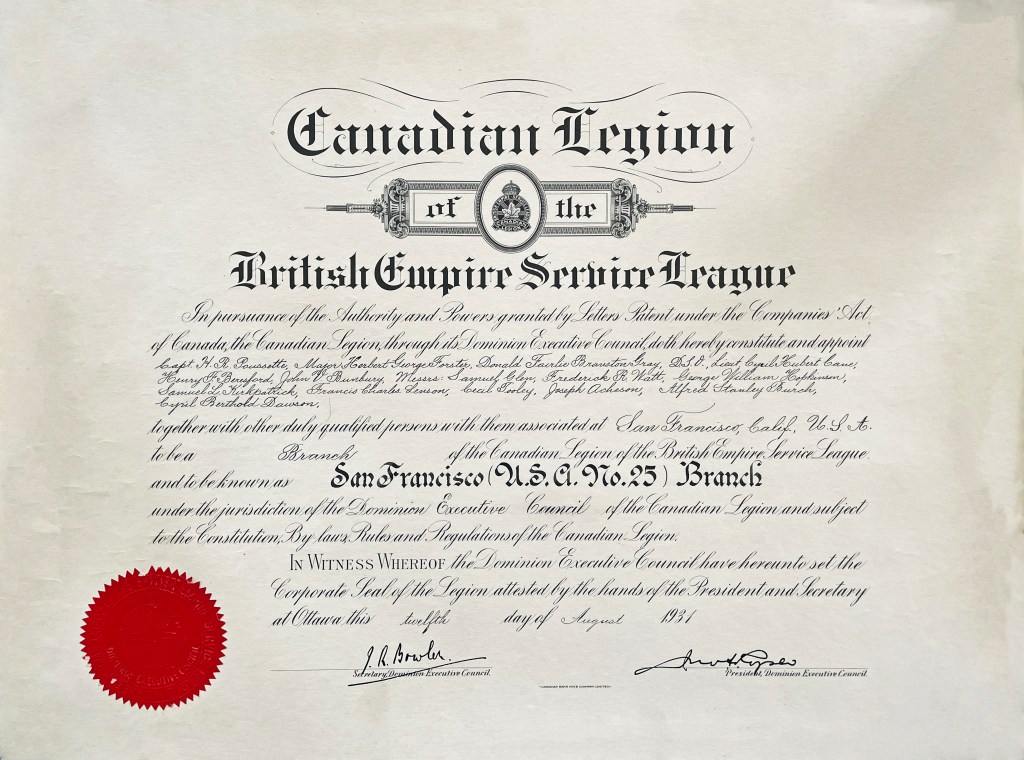 Canadian Legion
of the
CANADIAN LEGION
British Empire Service League
In pursuance of the Authority and Powers granted by Letters Patent under the Companies' Act
of Canada, the Canadian Legion, through its Dominion Executive Council, doth hereby constitute and appoint
Capt. H. R. Poussette, Major Herbert George Forster, Donald Fairlie Branston Gray, D.S.O., Lieut. Cyril Hubert Cane,
Henry F. Beresford, John V. Bunbury, Messrs: Samuel Glen, Frederick R. Watt, George William Hopkinson,
Samuel L. Kirkpatrick, Francis Charles Fenson, Cecil Tooley, Joseph Acheson, Alfred Stanley Burch,
Cyril Berthold Dawson,
together with other duly qualified persons with them associated at San Francisco, Calif., U.S.A.
to be a Branch of the Canadian Legion of the British Empire Service League
and to be known as San Francisco (U.S.A. No. 25) Branch
under the jurisdiction of the Dominion Executive Council of the Canadian Legion, and subject
to the Constitution, By-laws, Rules and Regulations of the Canadian Legion.
In Witness Whereof the Dominion Executive Council have hereunto set the
Corporate Seal of the Legion attested by the hands of the President and Secretary
at Ottawa this twelfth day of August 1931
J. R. Bowler.
Secretary, Dominion Executive Council.
President, Dominion Executive Council.